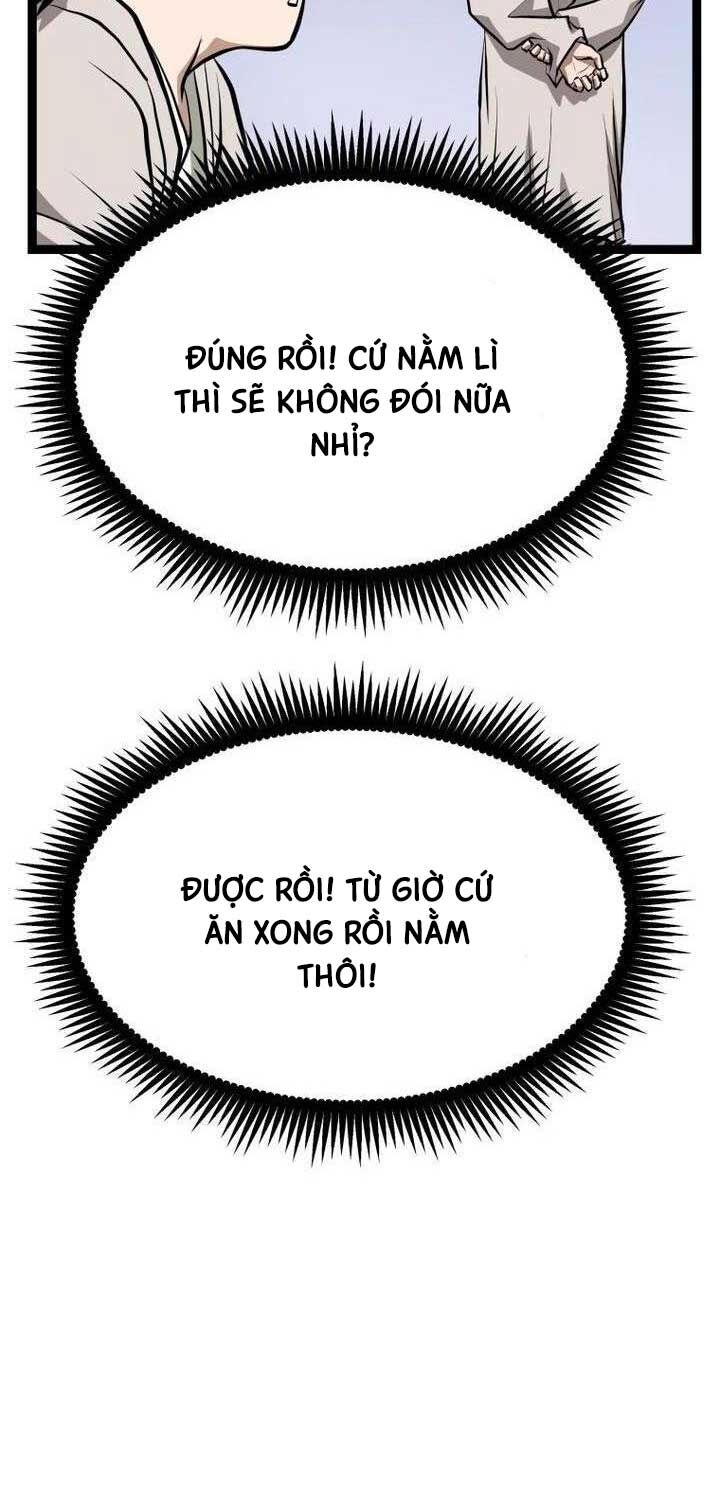 ĐÚNG RỒI! CỨ NẰM LÌ
THÌ SẼ KHÔNG ĐÓI NỮA
NHỈ?
ĐƯỢC RỒI! TỪ GIỜ CỨ
ĂN XONG RỒI NẰM
THÔI!